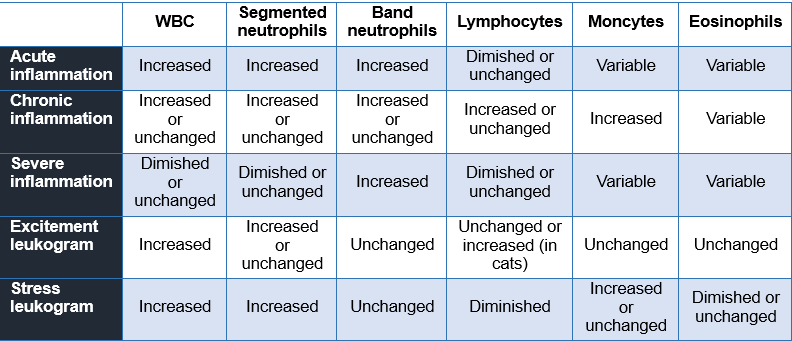 WBC
Segmented
neutrophils
Band
neutrophils
Lymphocytes
Moncytes
Eosinophils
Acute
inflammation
Increased
Increased
Increased
Dimished or
unchanged
Variable
Variable
Chronic
inflammation
Increased
or
unchanged
Increased
or
unchanged
Increased
or
unchanged
Increased or
unchanged
Increased
Variable
Severe
inflammation
Dimished
or
unchanged
Dimished or
unchanged
Increased
Dimished or
unchanged
Variable
Variable
Excitement
leukogram
Increased
Increased
or
unchanged
Unchanged
Unchanged or
increased (in
cats)
Unchanged
Unchanged
Stress
leukogram
Increased
Increased
Unchanged
Diminished
Increased
or
unchanged
Dimished or
unchanged